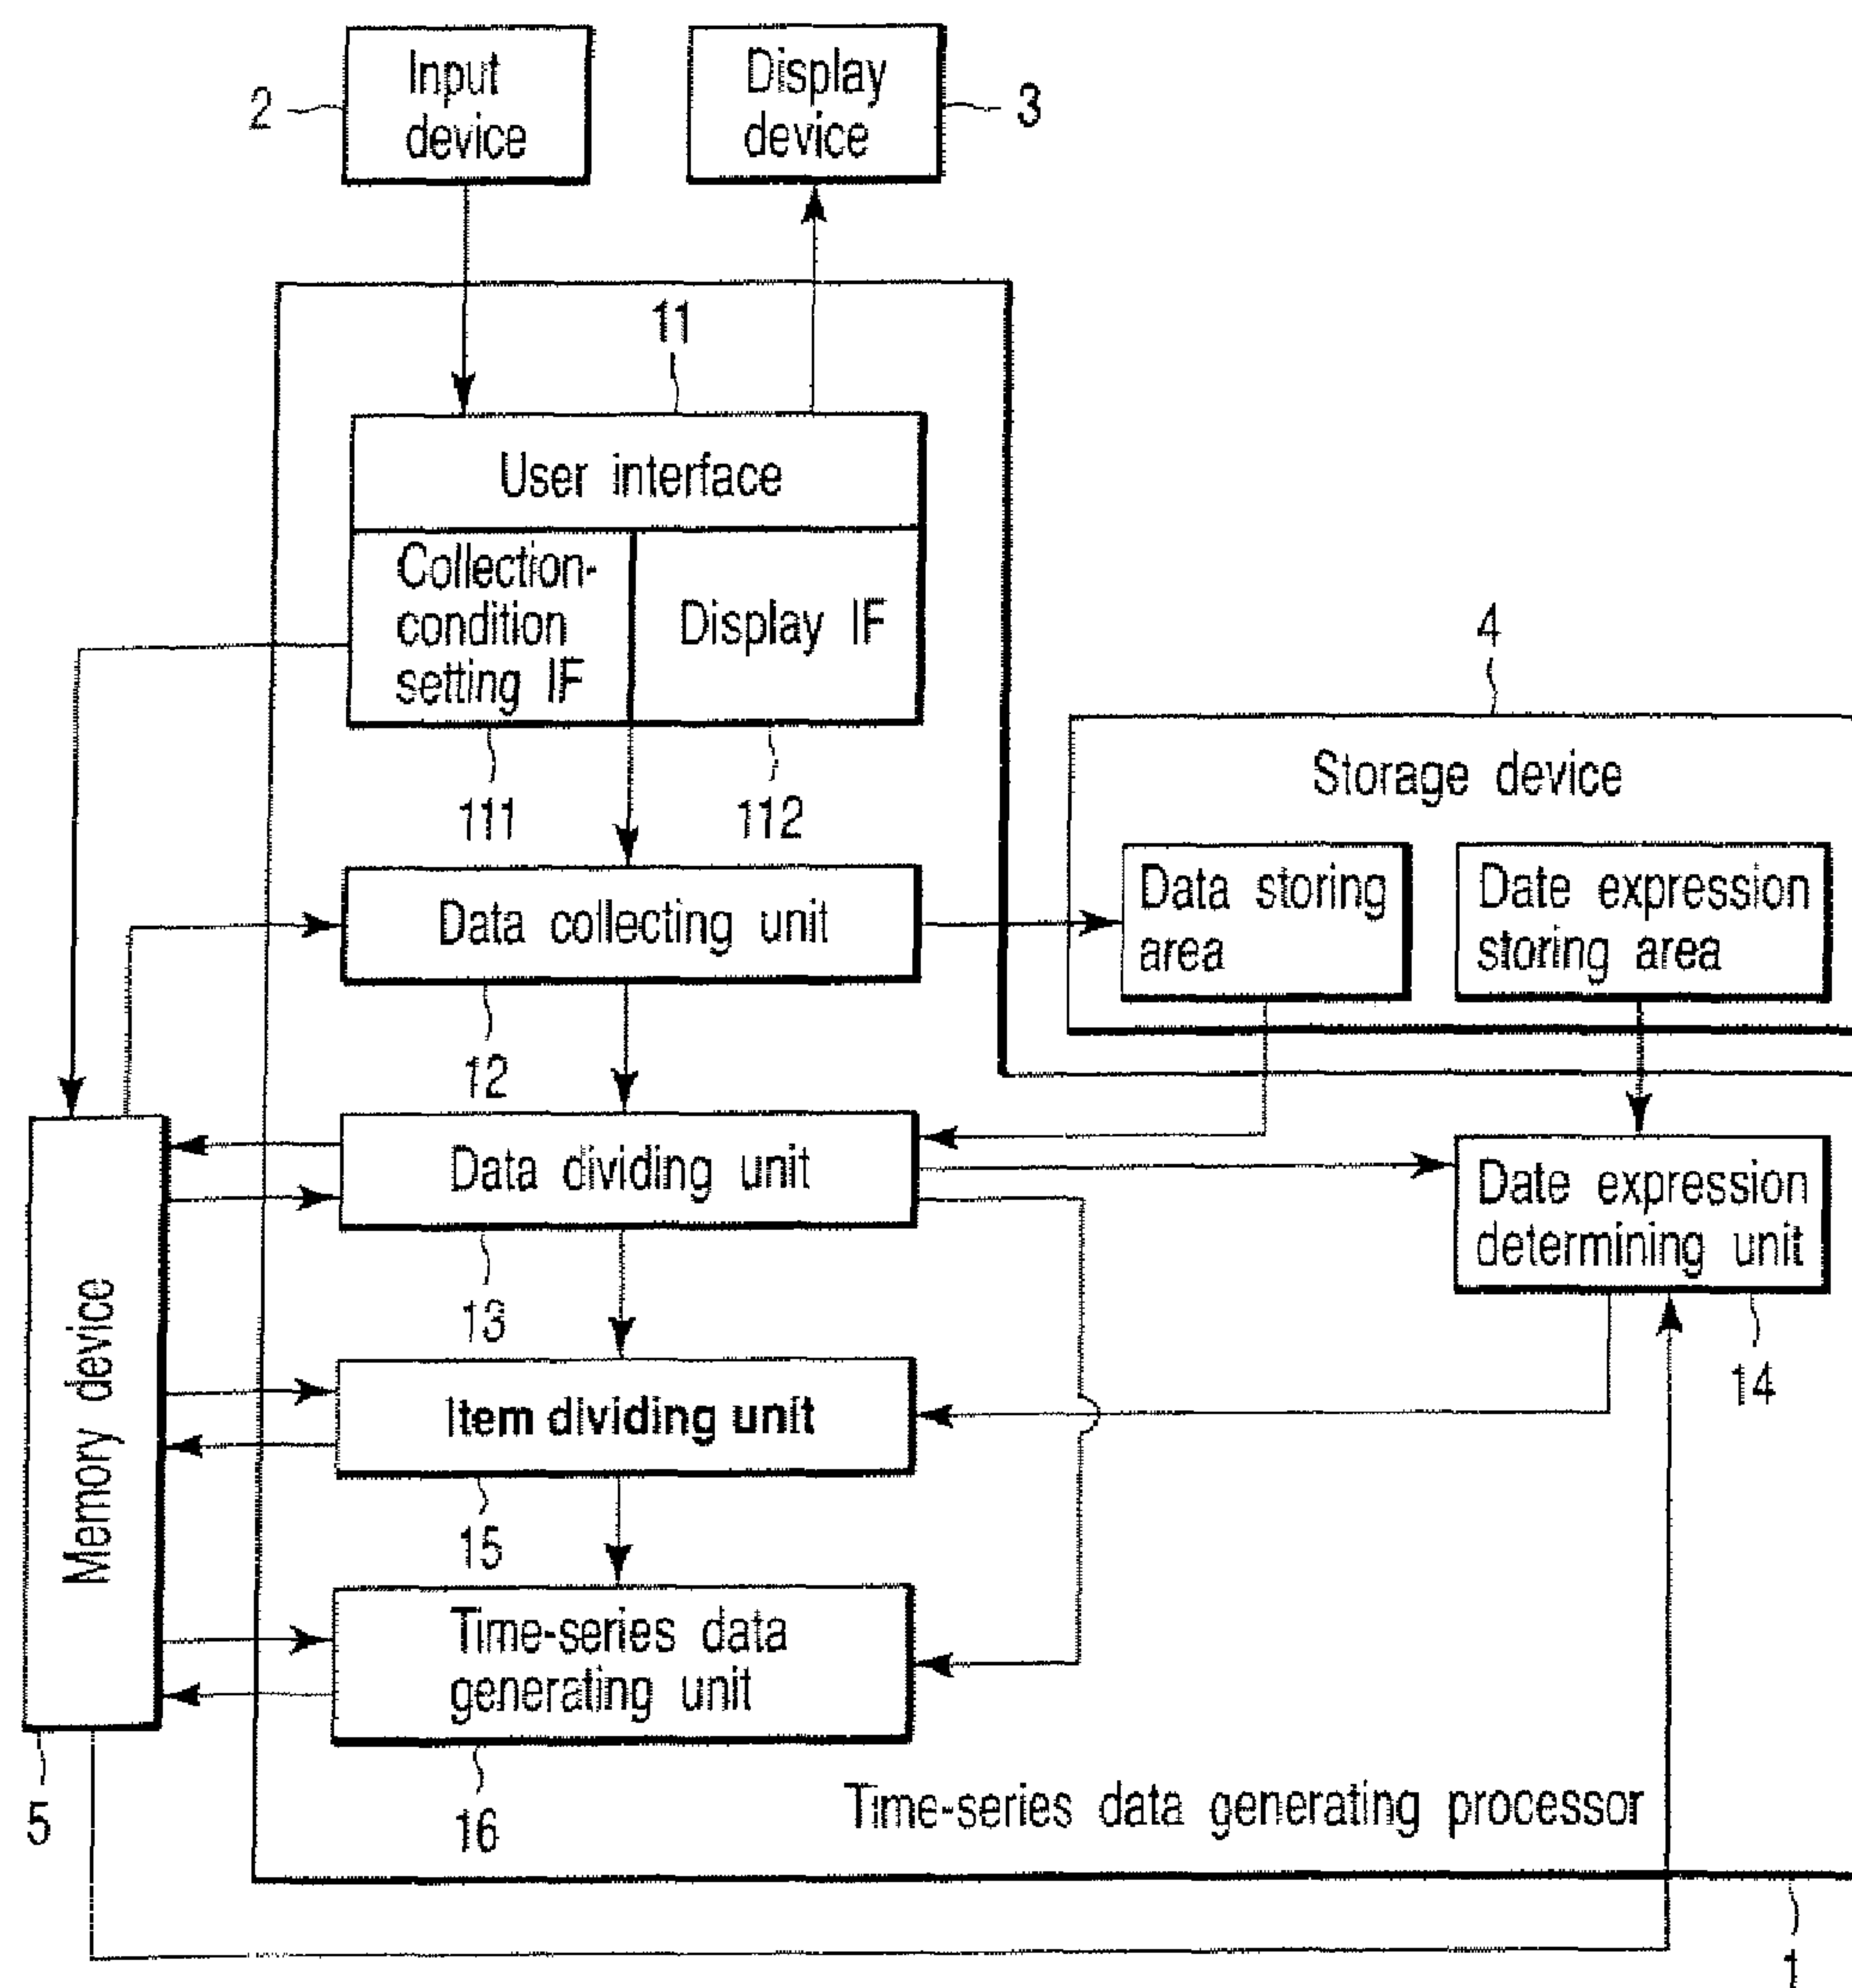 Input
device
2
Display
device
3
11
User interface
Collection-
condition
setting IF
Display IF
111
112
4
Storage device
Data storing
area
Date expression
storing area
Data collecting unit
12
Data dividing unit
13
Date expression
determining unit
14
Memory device
5
Item dividing unit
15
Time-series data
generating unit
16
Time-series data generating processor
1